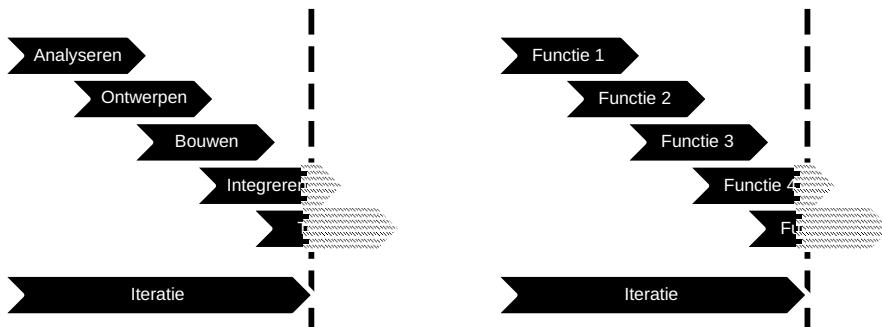 Analyseren
Functie 1
Ontwerpen
Functie 2
Bouwen
Functie 3
Integreren
Functie 4
Iteratie
Iteratie